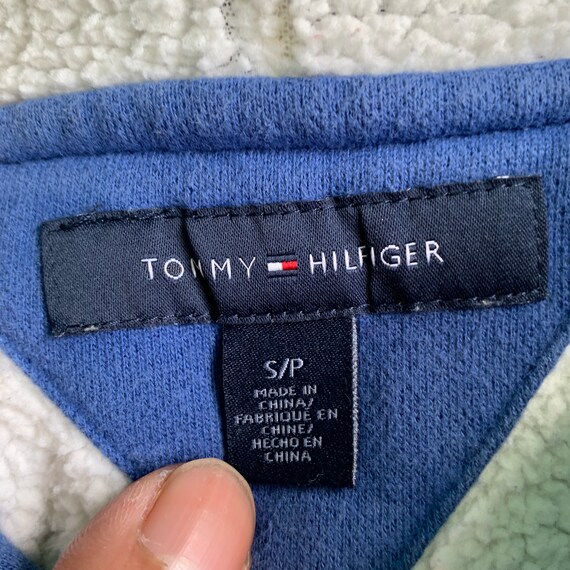 TOMMY HILFIGER
S/P
MADE IN
CHINA/
FABRIQUE EN
CHINE/
HECHO EN
CHINA